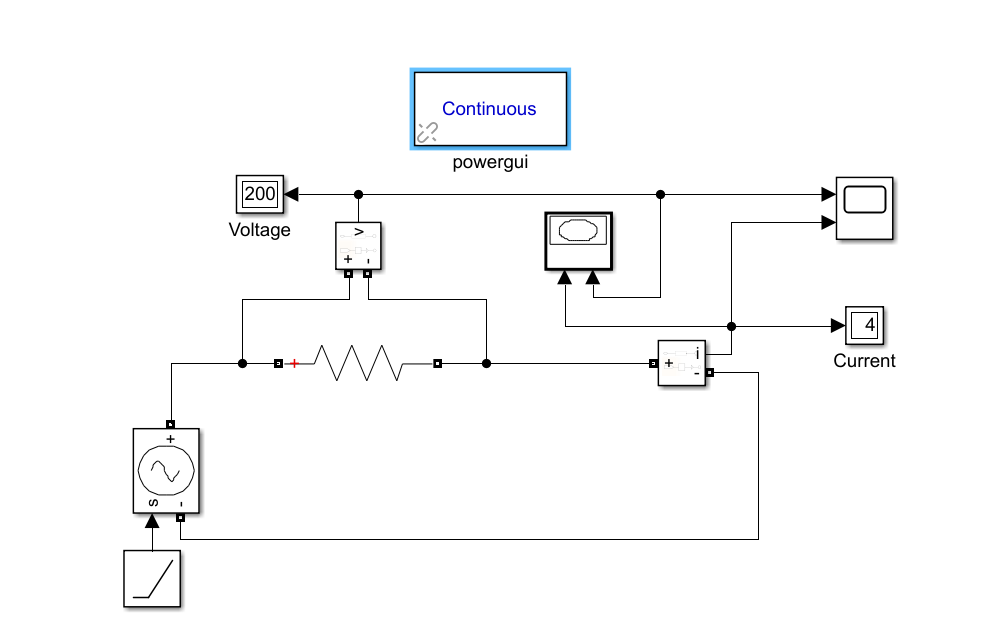 Continuous
powergui
200
Voltage
v
+ -
4
Current
+
i
+
-
+
s -